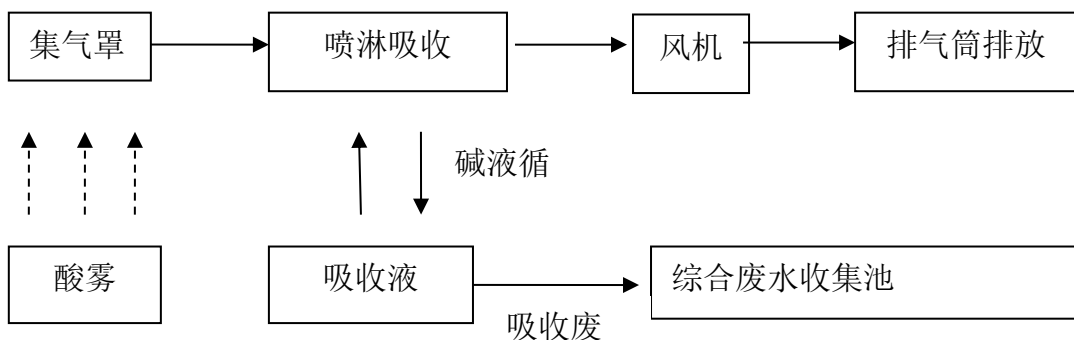 集气罩
喷淋吸收
风机
排气筒排放
碱液循
酸雾
吸收液
综合废水收集池
吸收废